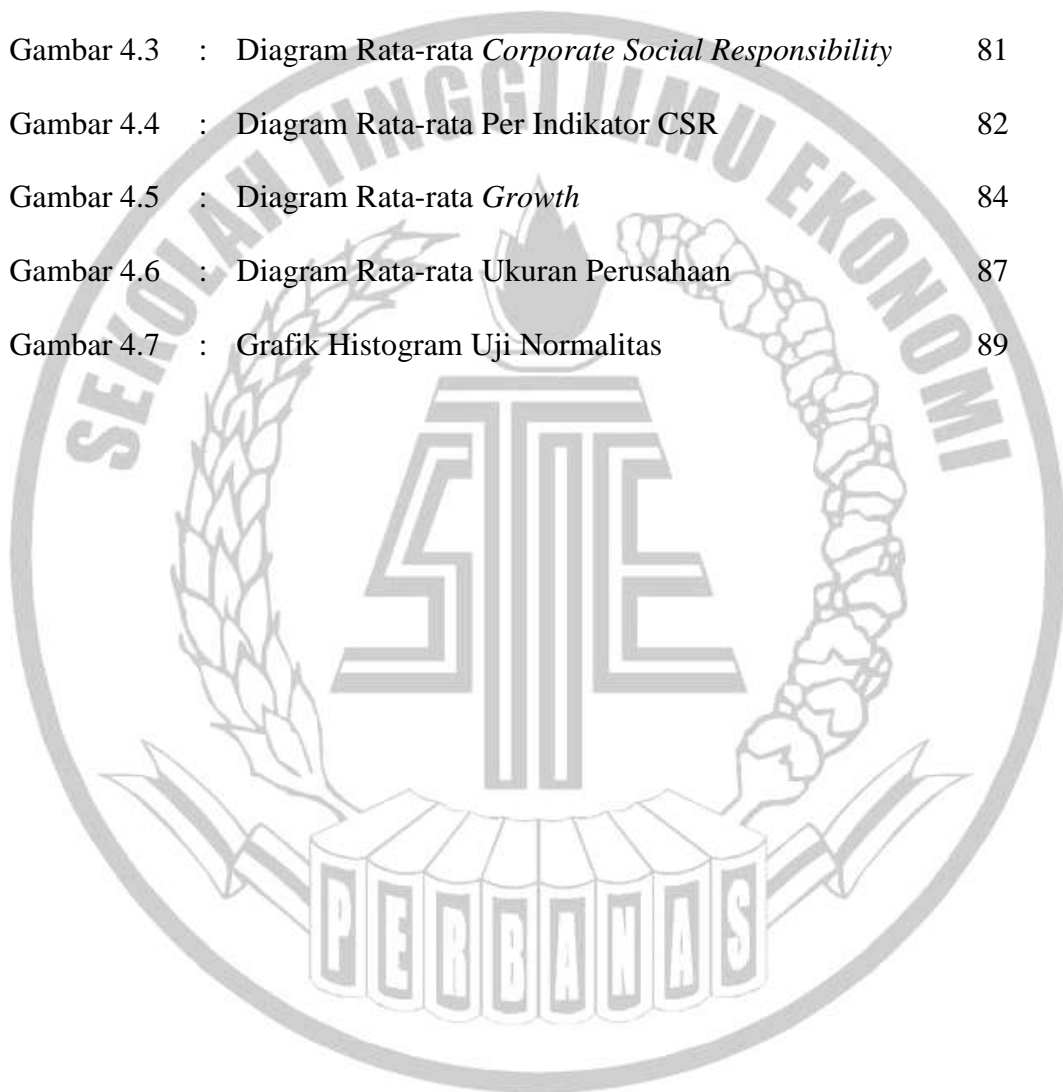 Gambar 4.3 : Diagram Rata-rata Corporate Social Responsibility 81
Gambar 4.4 : Diagram Rata-rata Per Indikator CSR 82
Gambar 4.5 : Diagram Rata-rata Growth 84
Gambar 4.6 : Diagram Rata-rata Ukuran Perusahaan 87
Gambar 4.7 : Grafik Histogram Uji Normalitas 89
SEKOLAH TINGGI ILMU EKONOMI
STIE
PERBANAS